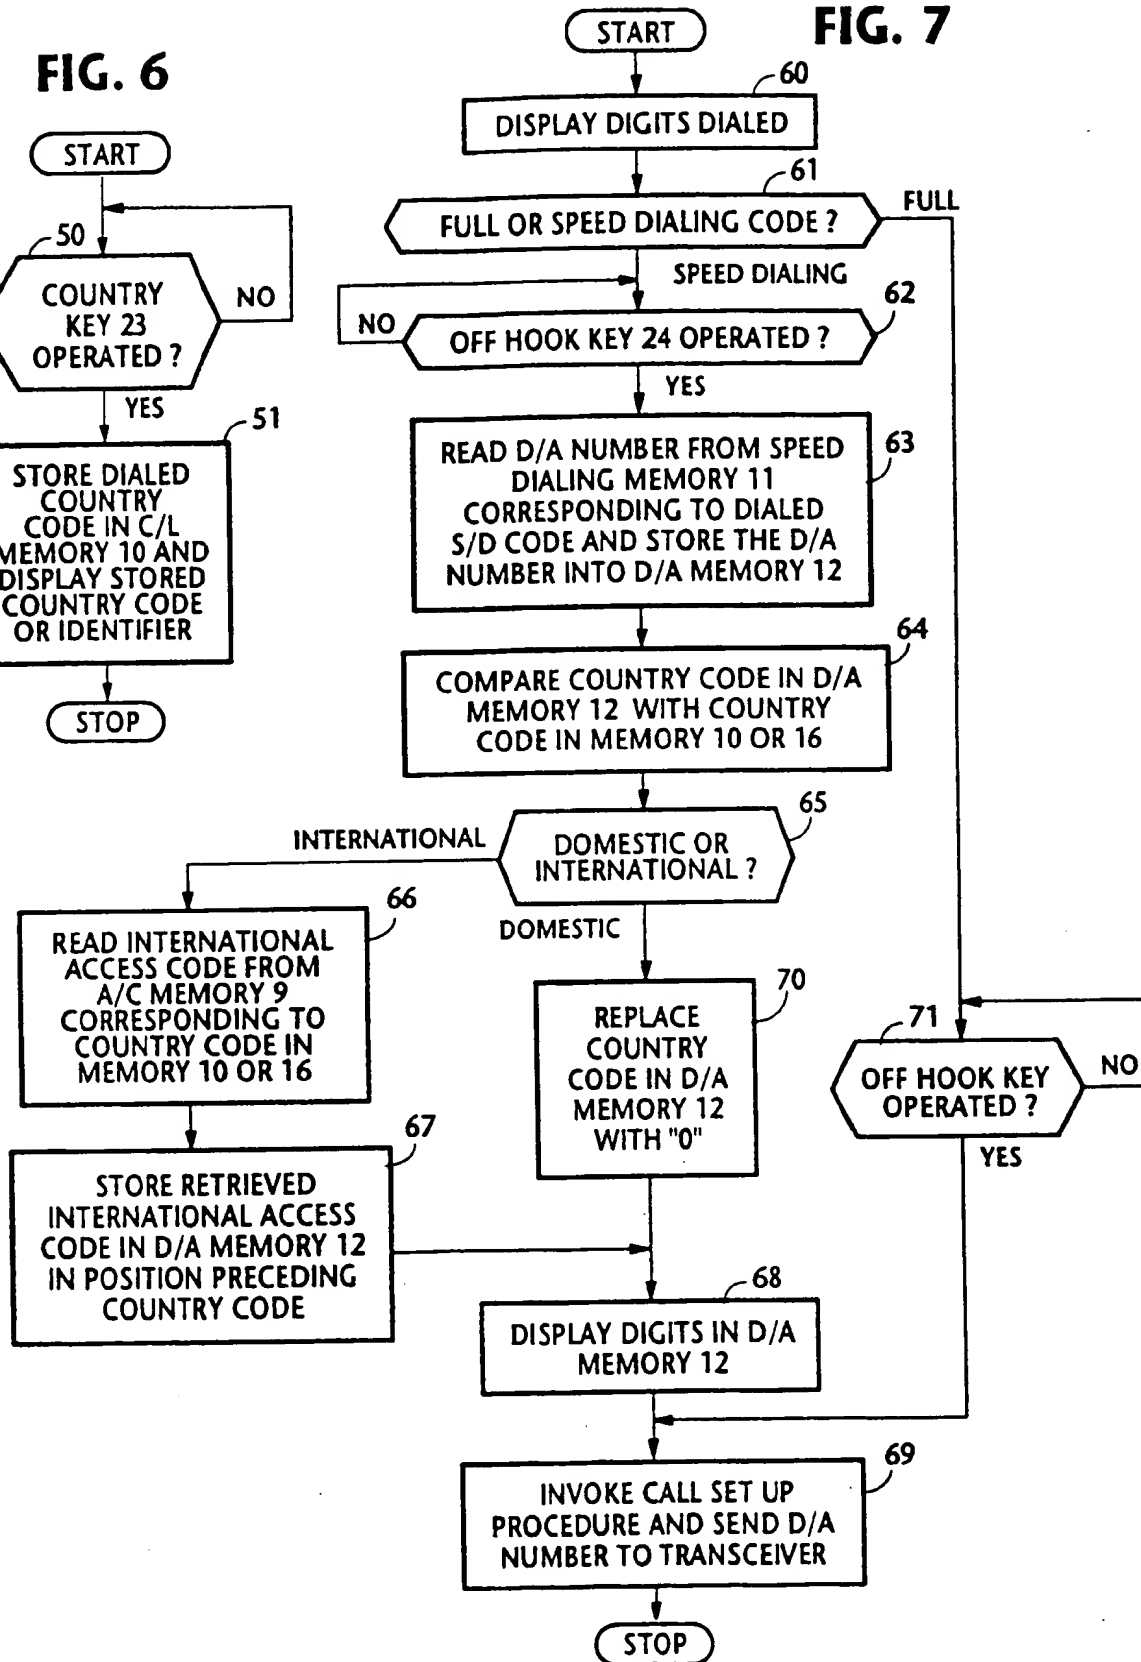 FIG. 6
START
50
COUNTRY
KEY 23
OPERATED ?
NO
YES
51
STORE DIALED
COUNTRY
CODE IN C/L
MEMORY 10 AND
DISPLAY STORED
COUNTRY CODE
OR IDENTIFIER
STOP
FIG. 7
START
60
DISPLAY DIGITS DIALED
61
FULL OR SPEED DIALING CODE ?
FULL
SPEED DIALING
62
NO
OFF HOOK KEY 24 OPERATED ?
YES
63
READ D/A NUMBER FROM SPEED
DIALING MEMORY 11
CORRESPONDING TO DIALED
S/D CODE AND STORE THE D/A
NUMBER INTO D/A MEMORY 12
64
COMPARE COUNTRY CODE IN D/A
MEMORY 12 WITH COUNTRY
CODE IN MEMORY 10 OR 16
65
DOMESTIC OR
INTERNATIONAL ?
INTERNATIONAL
DOMESTIC
66
READ INTERNATIONAL
ACCESS CODE FROM
A/C MEMORY 9
CORRESPONDING TO
COUNTRY CODE IN
MEMORY 10 OR 16
67
STORE RETRIEVED
INTERNATIONAL ACCESS
CODE IN D/A MEMORY 12
IN POSITION PRECEDING
COUNTRY CODE
70
REPLACE
COUNTRY
CODE IN D/A
MEMORY 12
WITH "0"
71
OFF HOOK KEY
OPERATED ?
NO
YES
68
DISPLAY DIGITS IN D/A
MEMORY 12
69
INVOKE CALL SET UP
PROCEDURE AND SEND D/A
NUMBER TO TRANSCEIVER
STOP